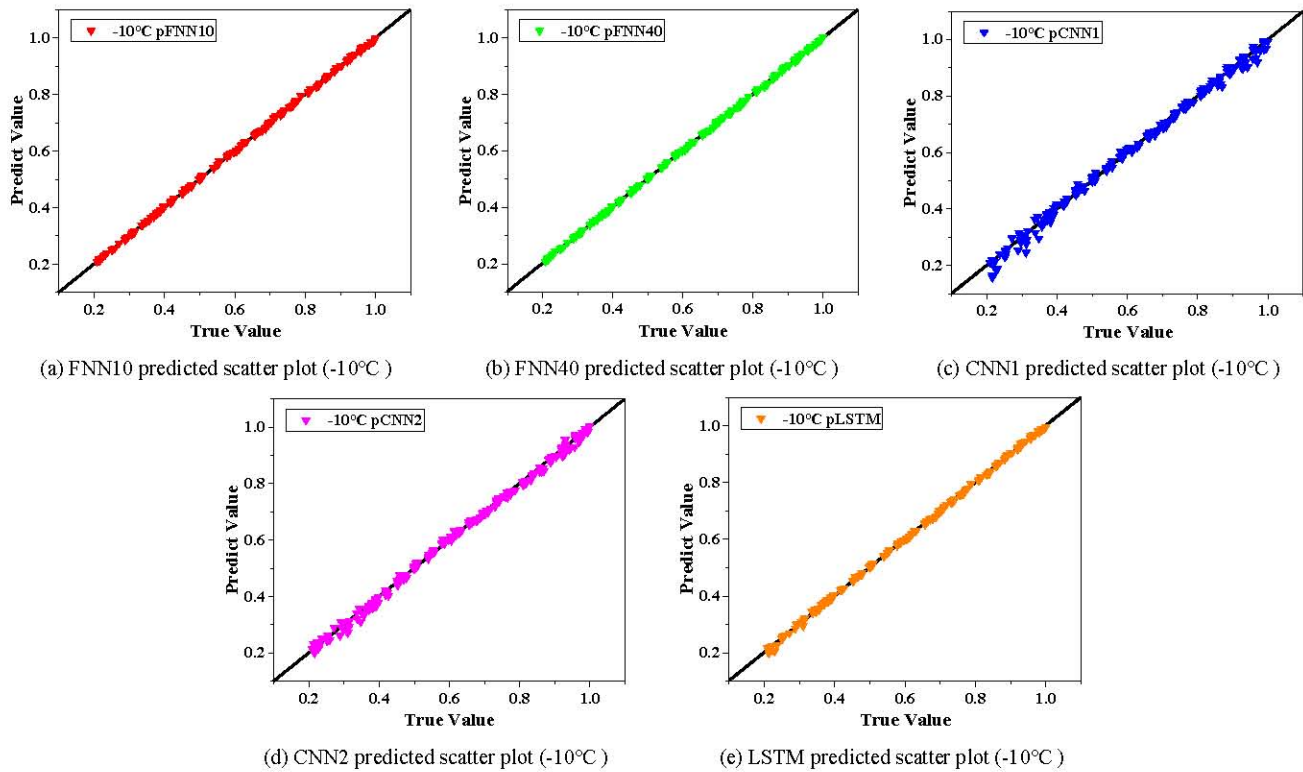 -10°C pFNN10
Predict Value
1.0
0.8
0.6
0.4
0.2
0.2 0.4 0.6 0.8 1.0
True Value
(a) FNN10 predicted scatter plot (-10°C )
-10°C pFNN40
Predict Value
1.0
0.8
0.6
0.4
0.2
0.2 0.4 0.6 0.8 1.0
True Value
(b) FNN40 predicted scatter plot (-10°C )
-10°C pCNN1
Predict Value
1.0
0.8
0.6
0.4
0.2
0.2 0.4 0.6 0.8 1.0
True Value
(c) CNN1 predicted scatter plot (-10°C )
-10°C pCNN2
Predict Value
1.0
0.8
0.6
0.4
0.2
0.2 0.4 0.6 0.8 1.0
True Value
(d) CNN2 predicted scatter plot (-10°C )
-10°C pLSTM
Predict Value
1.0
0.8
0.6
0.4
0.2
0.2 0.4 0.6 0.8 1.0
True Value
(e) LSTM predicted scatter plot (-10°C )